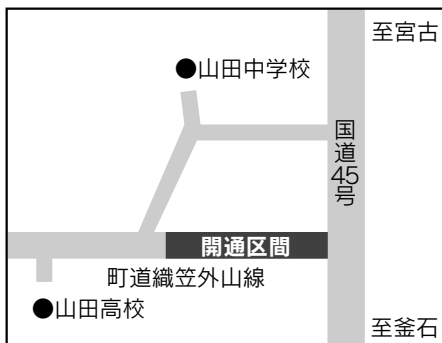 至宮古
●山田中学校
国道45号
開通区間
町道織笠外山線
●山田高校
至釜石